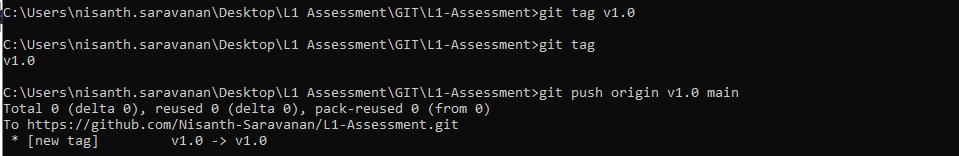 C:\Users\nisanth.saravanan\Desktop\L1 Assessment\GIT\L1-Assessment>git tag v1.0
C:\Users\nisanth.saravanan\Desktop\L1 Assessment\GIT\L1-Assessment>git tag
v1.0
C:\Users\nisanth.saravanan\Desktop\L1 Assessment\GIT\L1-Assessment>git push origin v1.0 main
Total 0 (delta 0), reused 0 (delta 0), pack-reused 0 (from 0)
To https://github.com/Nisanth-Saravanan/L1-Assessment.git
 * [new tag]         v1.0 -> v1.0